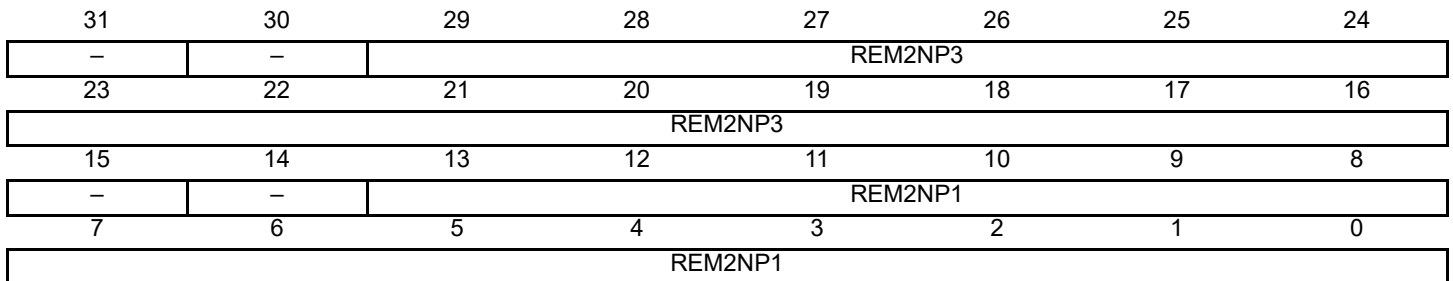 31 30 29 28 27 26 25 24
– – REM2NP3
23 22 21 20 19 18 17 16
REM2NP3
15 14 13 12 11 10 9 8
– – REM2NP1
7 6 5 4 3 2 1 0
REM2NP1